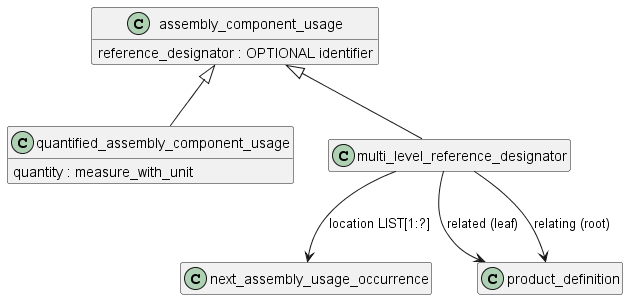 C assembly_component_usage
reference_designator : OPTIONAL identifier
C quantified_assembly_component_usage
quantity : measure_with_unit
C multi_level_reference_designator
location LIST[1:?]
related (leaf)
relating (root)
C next_assembly_usage_occurrence
C product_definition